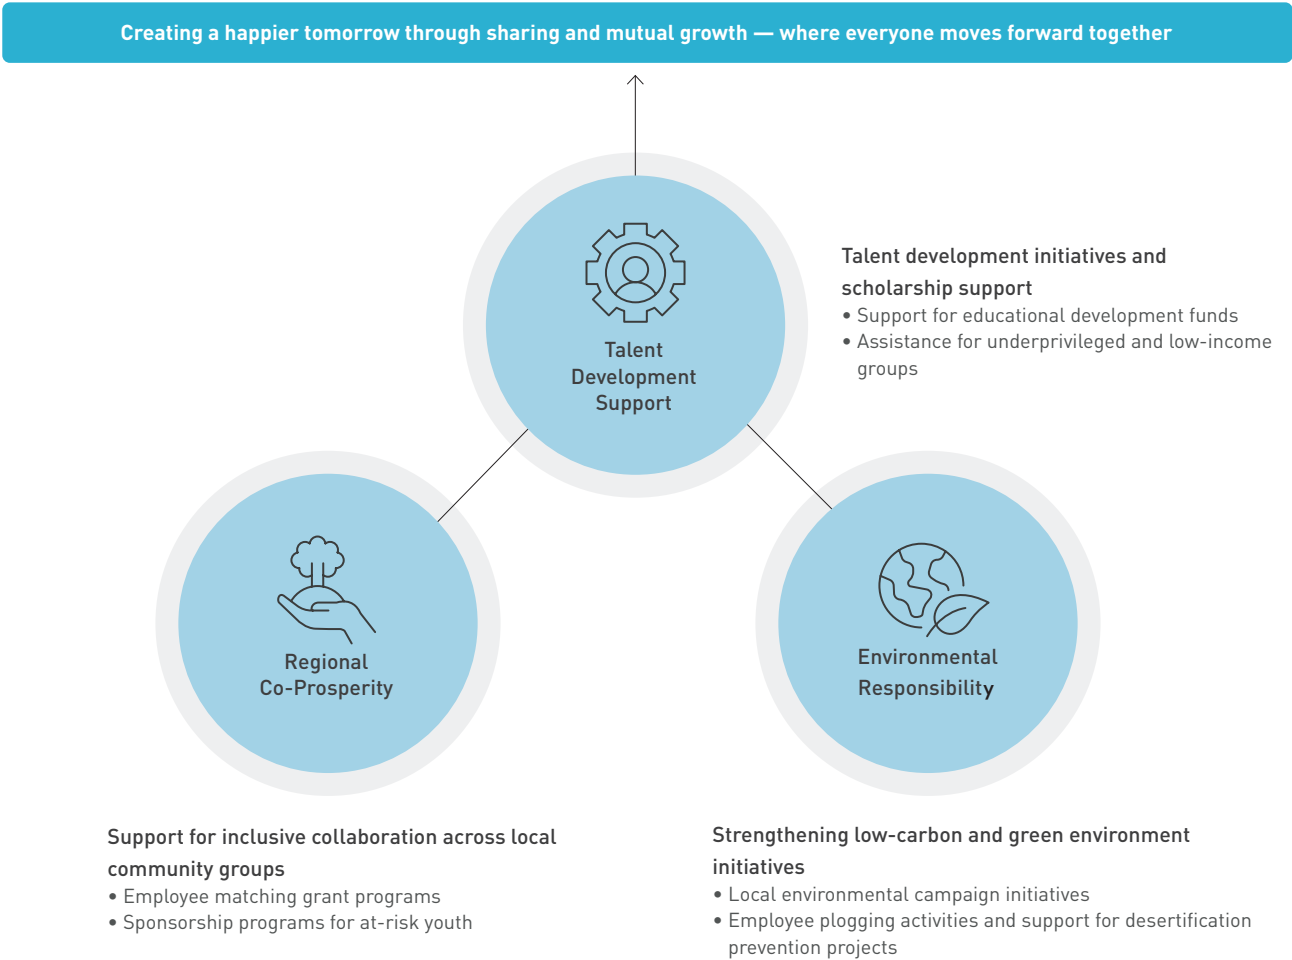 Creating a happier tomorrow through sharing and mutual growth — where everyone moves forward together
Talent
Development
Support
Talent development initiatives and
scholarship support
• Support for educational development funds
• Assistance for underprivileged and low-income
groups
Regional
Co-Prosperity
Environmental
Responsibility
Support for inclusive collaboration across local
community groups
• Employee matching grant programs
• Sponsorship programs for at-risk youth
Strengthening low-carbon and green environment
initiatives
• Local environmental campaign initiatives
• Employee plogging activities and support for desertification
prevention projects